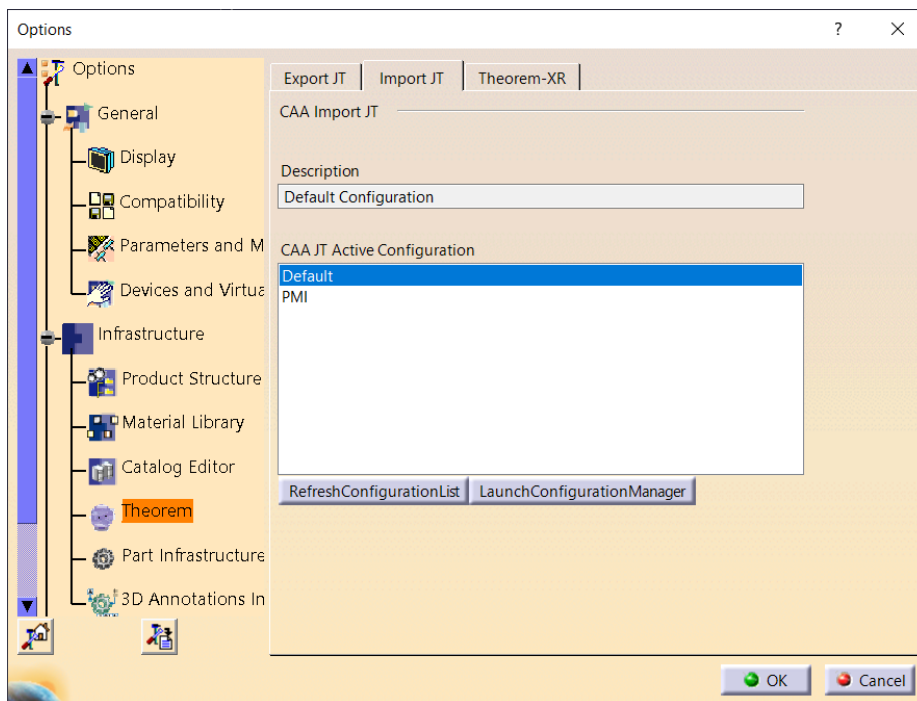 Options
?
Options
General
Display
Compatibility
Parameters and M
Devices and Virtua
Infrastructure
Product Structure
Material Library
Catalog Editor
Theorem
Part Infrastructure
3D Annotations In
Export JT
Import JT
Theorem-XR
CAA Import JT
Description
Default Configuration
CAA JT Active Configuration
Default
PMI
RefreshConfigurationList
LaunchConfigurationManager
OK
Cancel